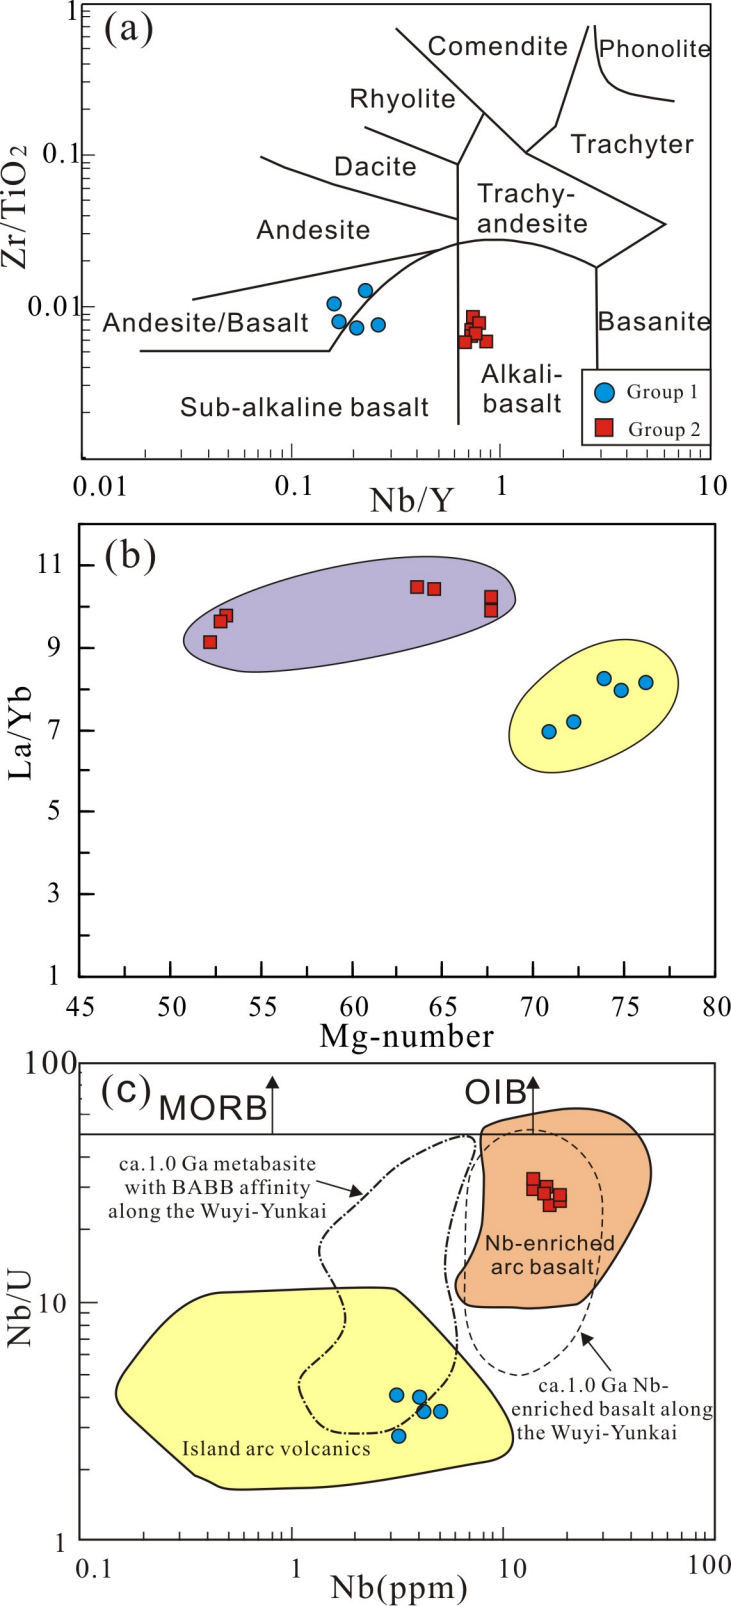 (a)
1
0.1
0.01
Zr/TiO2
Comendite
Phonolite
Rhyolite
Trachyter
Dacite
Trachy-
andesite
Andesite
Andesite/Basalt
Basanite
Alkali-
basalt
Sub-alkaline basalt
Group 1
Group 2
0.01
0.1
1
10
Nb/Y
(b)
11
9
7
5
3
1
La/Yb
45
50
55
60
65
70
75
80
Mg-number
(c)
100
10
1
Nb/U
MORB
OIB
ca.1.0 Ga metabasite
with BABB affinity
along the Wuyi-Yunkai
Nb-enriched
arc basalt
ca.1.0 Ga Nb-
enriched basalt along
the Wuyi-Yunkai
Island arc volcanics
0.1
1
10
100
Nb(ppm)